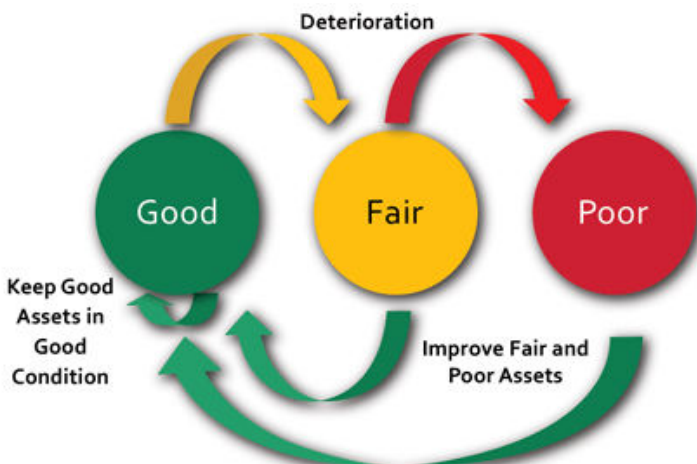 Deterioration
Good
Fair
Poor
Keep Good
Assets in
Good
Condition
Improve Fair and
Poor Assets